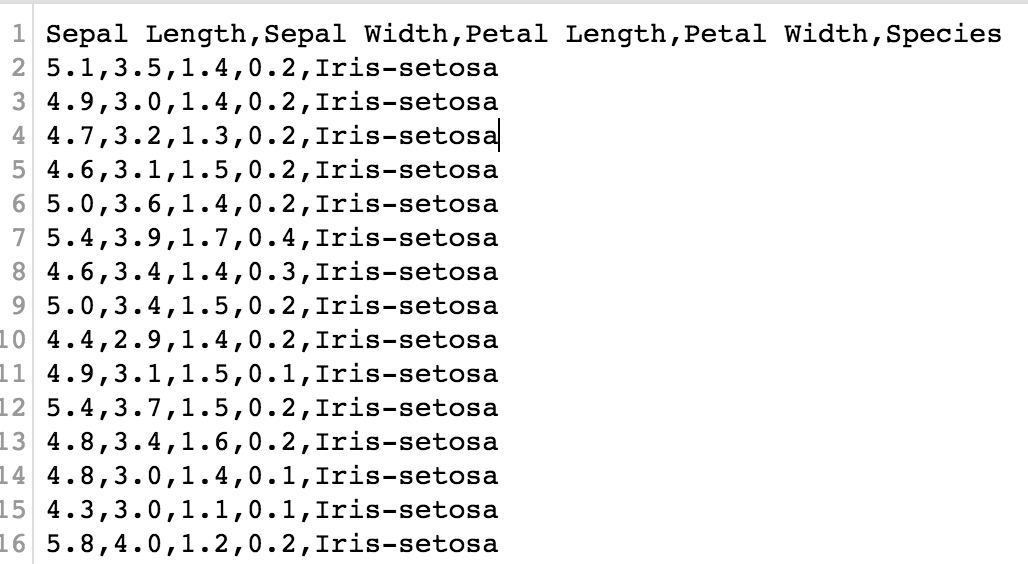 1 Sepal Length,Sepal Width,Petal Length,Petal Width,Species
2 5.1,3.5,1.4,0.2,Iris-setosa
3 4.9,3.0,1.4,0.2,Iris-setosa
4 4.7,3.2,1.3,0.2,Iris-setosa
5 4.6,3.1,1.5,0.2,Iris-setosa
6 5.0,3.6,1.4,0.2,Iris-setosa
7 5.4,3.9,1.7,0.4,Iris-setosa
8 4.6,3.4,1.4,0.3,Iris-setosa
9 5.0,3.4,1.5,0.2,Iris-setosa
10 4.4,2.9,1.4,0.2,Iris-setosa
11 4.9,3.1,1.5,0.1,Iris-setosa
12 5.4,3.7,1.5,0.2,Iris-setosa
13 4.8,3.4,1.6,0.2,Iris-setosa
14 4.8,3.0,1.4,0.1,Iris-setosa
15 4.3,3.0,1.1,0.1,Iris-setosa
16 5.8,4.0,1.2,0.2,Iris-setosa